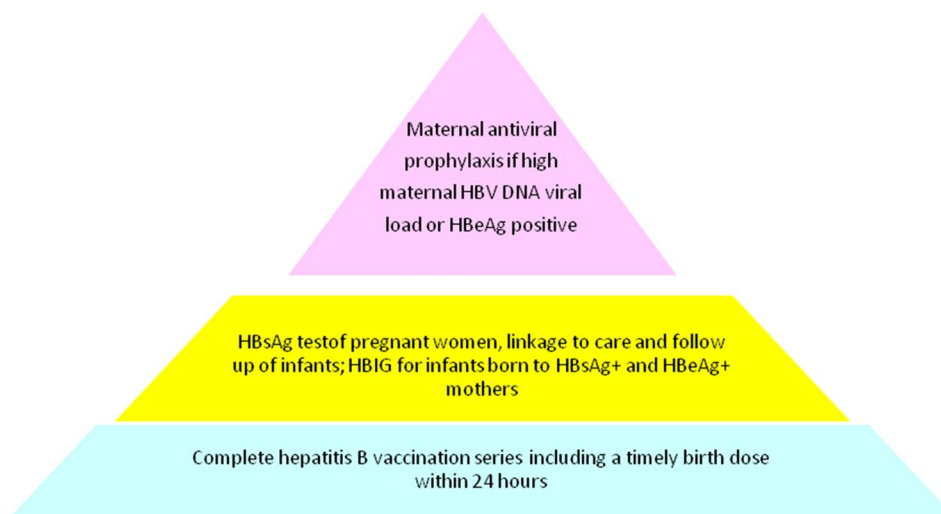 Maternal antiviral
prophylaxis if high
maternal HBV DNA viral
load or HBeAg positive
HBsAg testof pregnant women, linkage to care and follow
up of infants; HBIG for infants born to HBsAg+ and HBeAg+
mothers
Complete hepatitis B vaccination series including a timely birth dose
within 24 hours